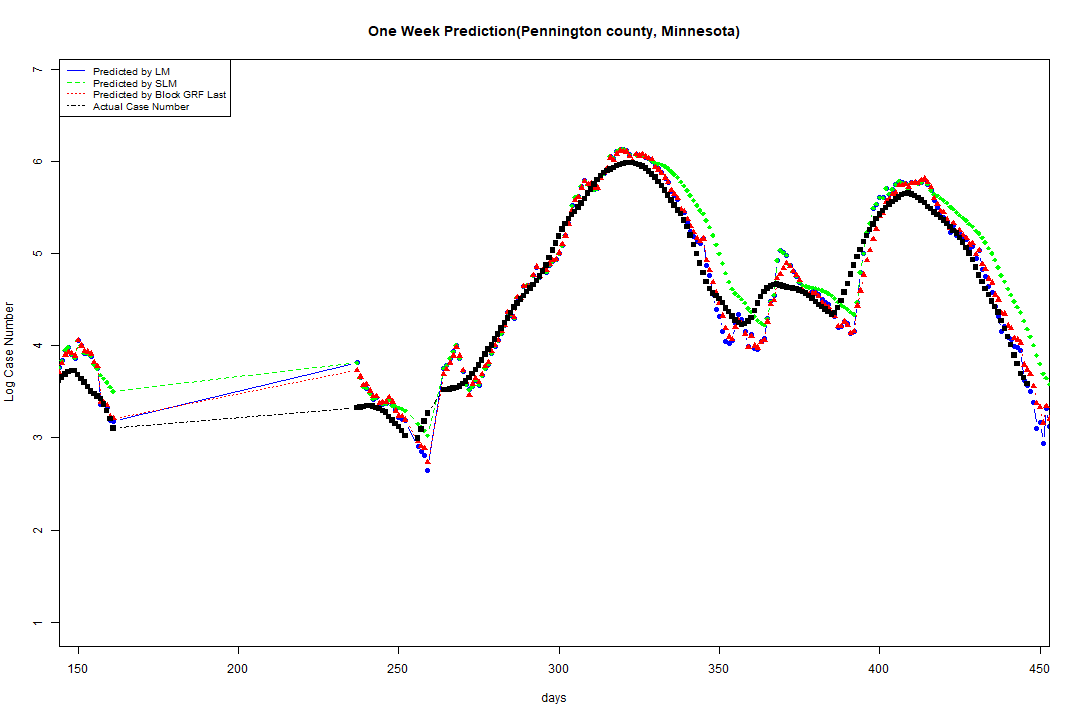 One Week Prediction(Pennington county, Minnesota)
Predicted by LM
Predicted by SLM
Predicted by Block GRF Last
Actual Case Number
Log Case Number
7
6
5
4
3
2
1
150 200 250 300 350 400 450
days